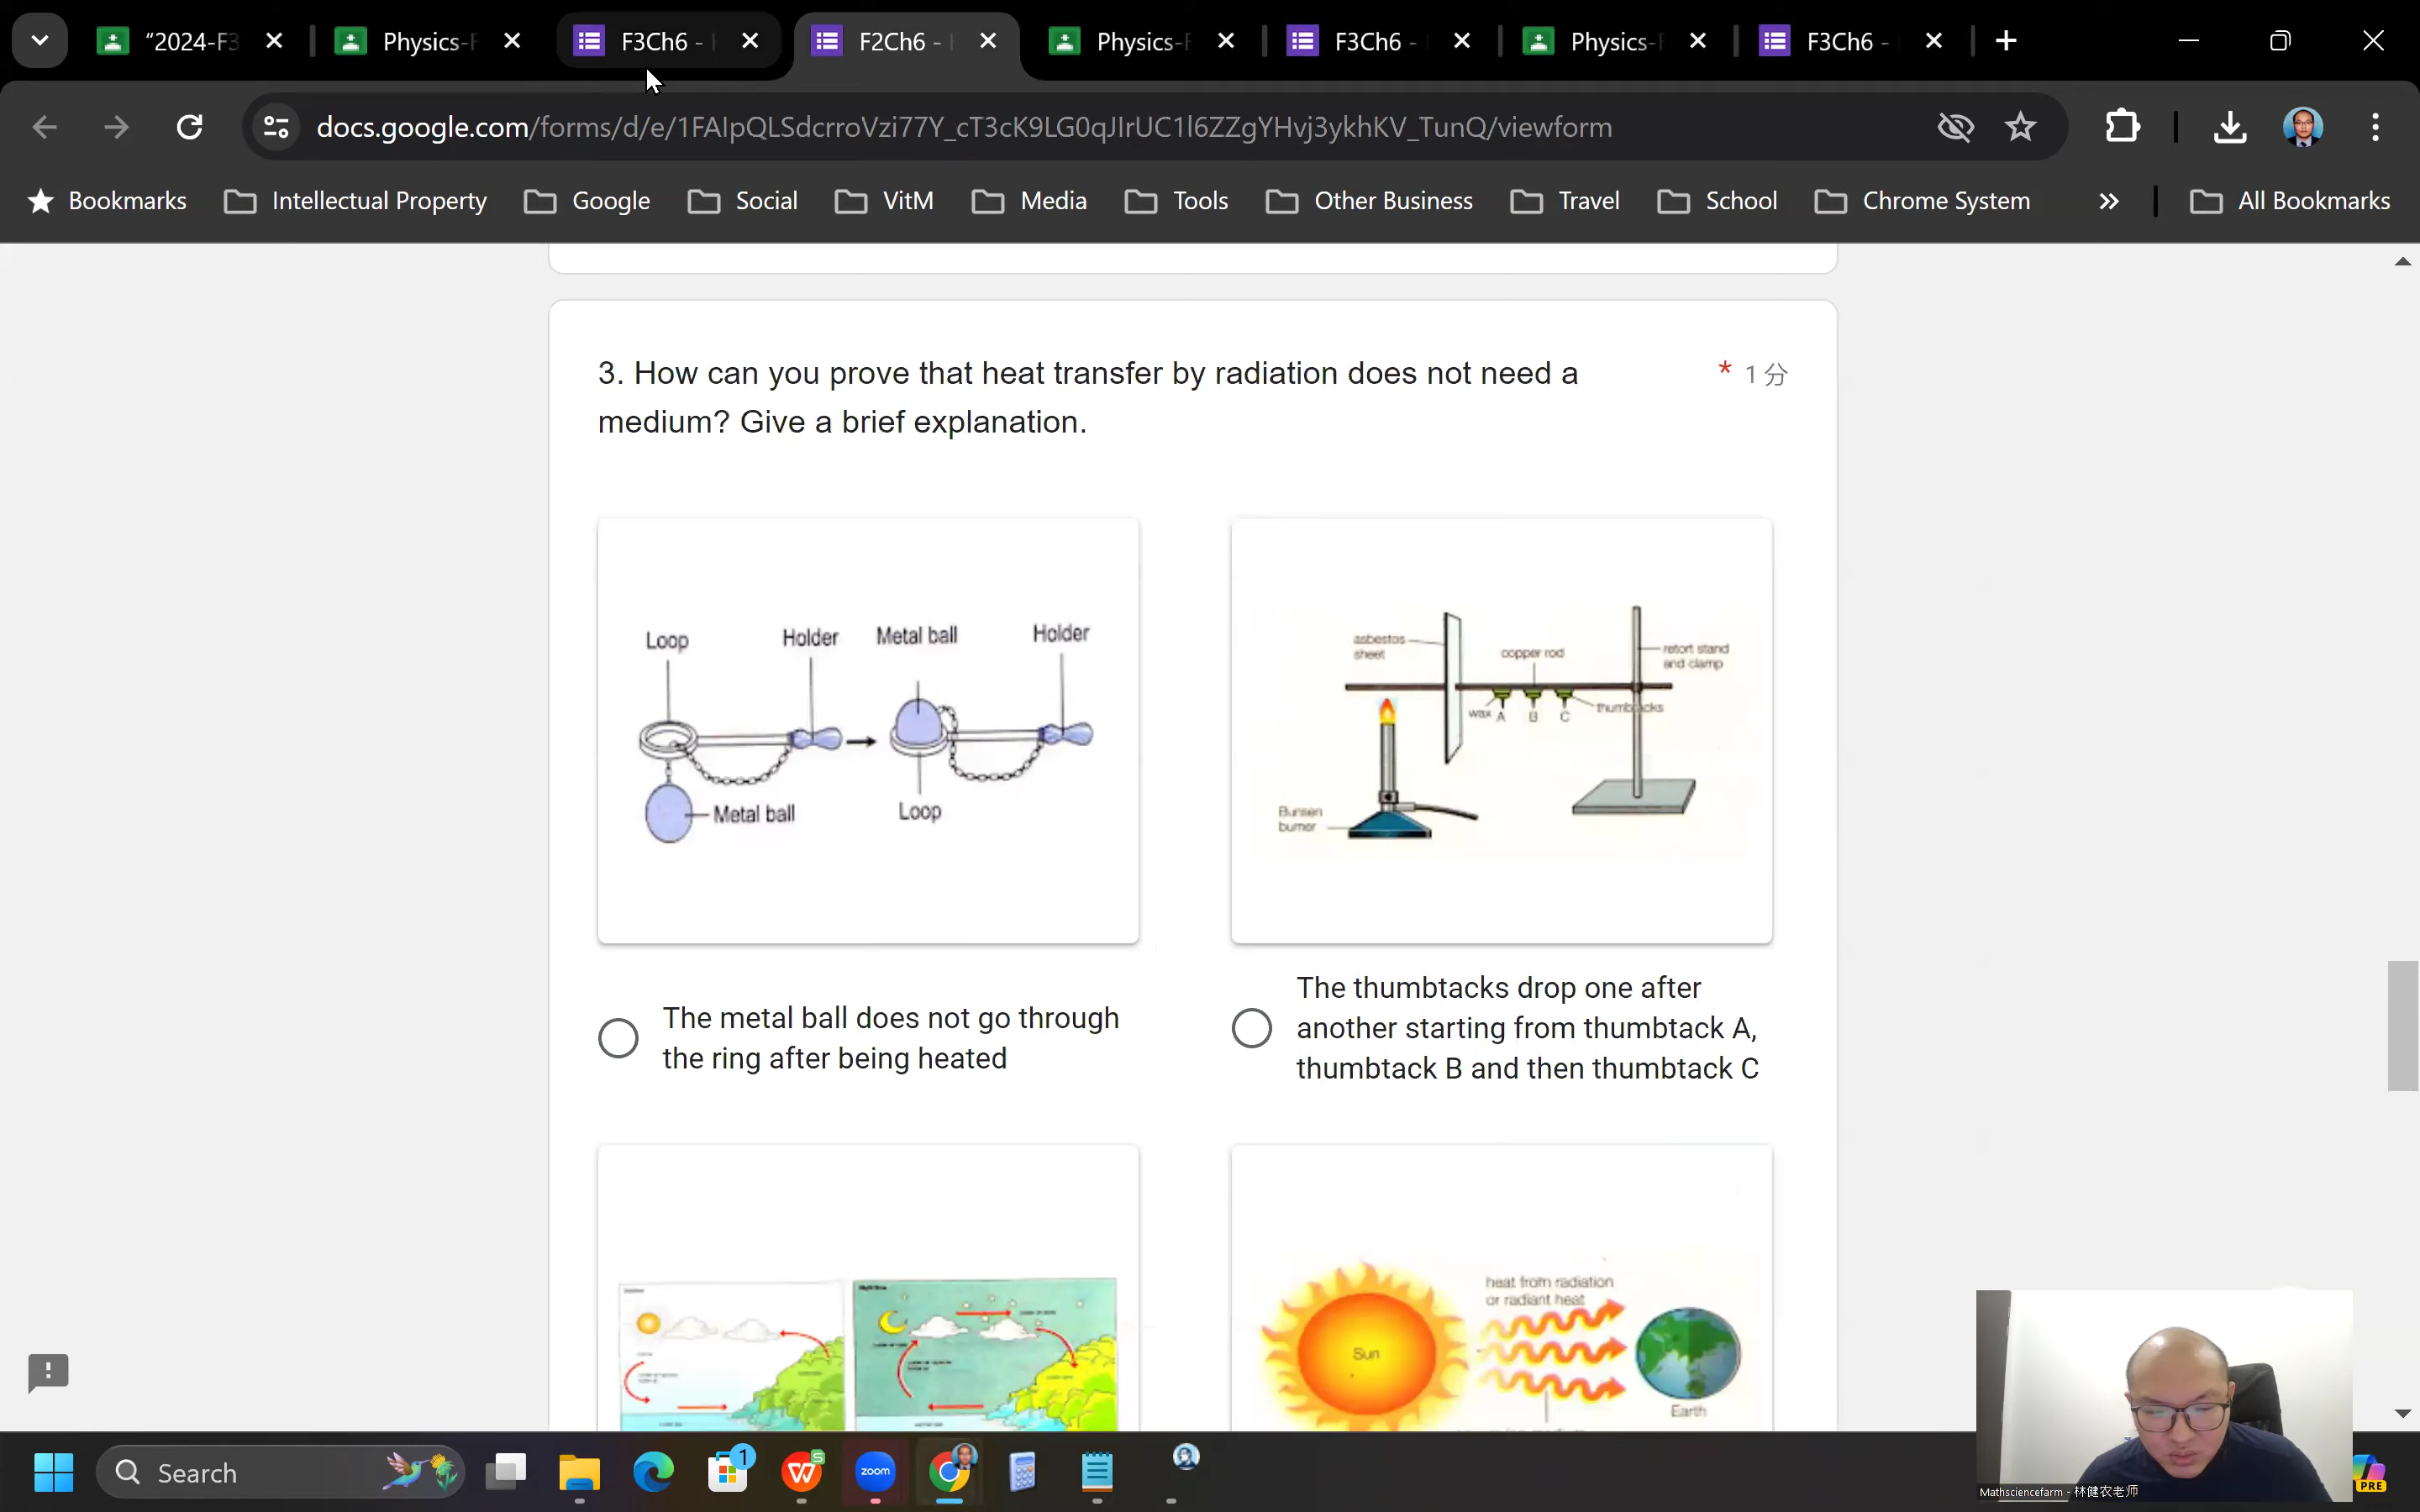 “2024-F3
Physics-F
F3Ch6 -
F2Ch6 -
Physics-F
F3Ch6 -
Physics-F
F3Ch6 -
docs.google.com/forms/d/e/1FAIpQLSdcrroVzi77Y_cT3cK9LG0qJIrUC1l6ZZgYHvj3ykhKV_TunQ/viewform
Bookmarks
Intellectual Property
Google
Social
VitM
Media
Tools
Other Business
Travel
School
Chrome System
All Bookmarks
3. How can you prove that heat transfer by radiation does not need a
medium? Give a brief explanation.
* 1 分
Loop
Holder
Metal ball
Holder
Metal ball
Loop
asbestos
sheet
copper rod
retort stand
and clamp
wax A B C
thumbtacks
Bunsen
burner
The metal ball does not go through
the ring after being heated
The thumbtacks drop one after
another starting from thumbtack A,
thumbtack B and then thumbtack C
heat from radiation
or radiant heat
Sun
Earth
Mathsciencefarm - 林健农老师
Search
1
zoom
PRE